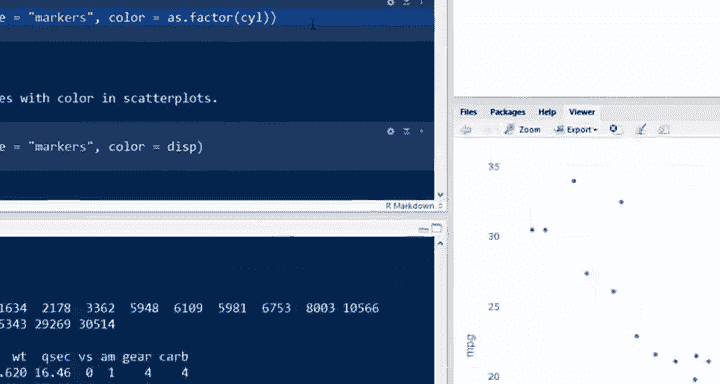 e = "markers", color = as.factor(cyl))
es with color in scatterplots.
e = "markers", color = disp)
R Markdown
1634 2178 3362 5948 6109 5981 6753 8003 10566
5343 29269 30514
wt qsec vs am gear carb
.620 16.46 0 1 4 4
Files Packages Help Viewer
Zoom Export
35
30
25
20
mpg